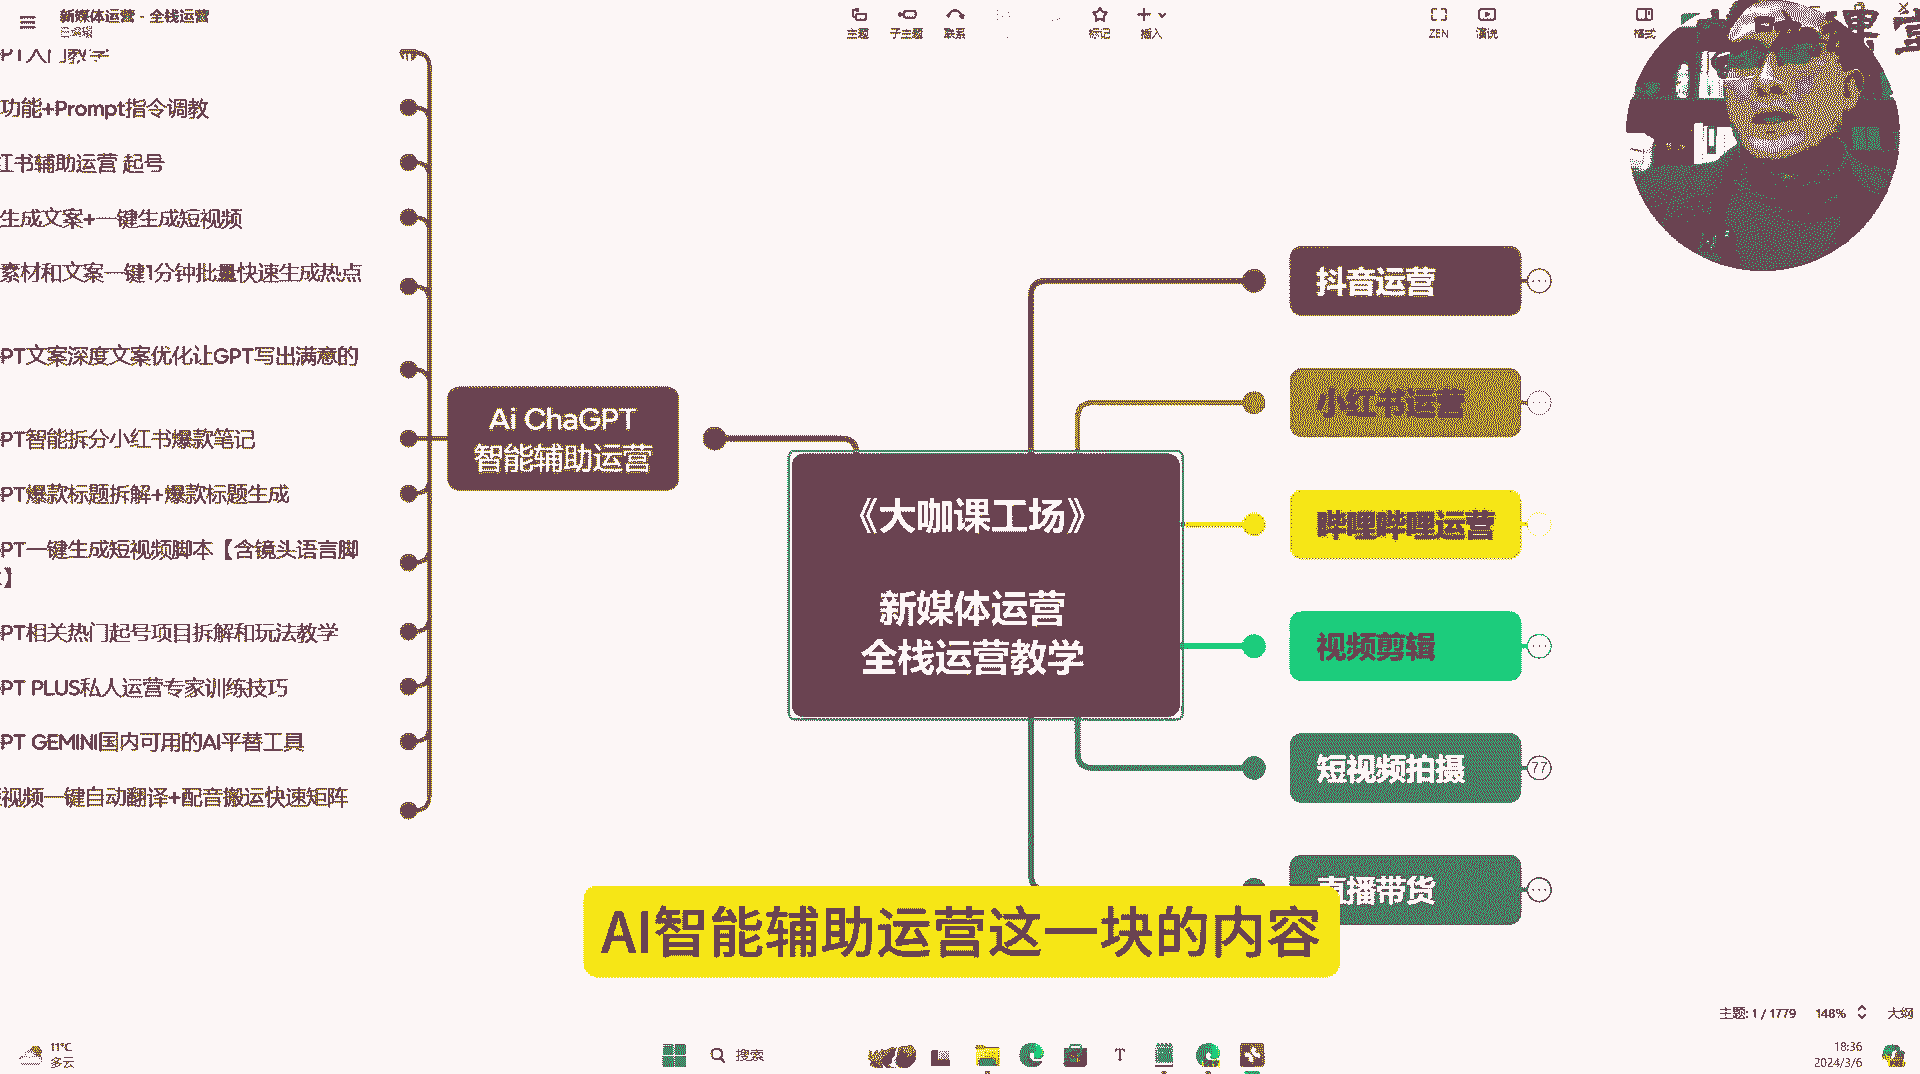 新媒体运营 - 全栈运营
已编辑
主题
子主题
联系
标记
插入
ZEN
演说
格式
课堂
PT入门教学
功能+Prompt指令调教
红书辅助运营 起号
生成文案+一键生成短视频
素材和文案一键1分钟批量快速生成热点
PT文案深度文案优化让GPT写出满意的
PT智能拆分小红书爆款笔记
PT爆款标题拆解+爆款标题生成
PT一键生成短视频脚本【含镜头语言脚
】
PT相关热门起号项目拆解和玩法教学
PT PLUS私人运营专家训练技巧
PT GEMINI国内可用的AI平替工具
视频一键自动翻译+配音搬运快速矩阵
Ai ChaGPT
智能辅助运营
《大咖课工场》
新媒体运营
全栈运营教学
抖音运营
小红书运营
哔哩哔哩运营
视频剪辑
短视频拍摄
77
直播带货
AI智能辅助运营这一块的内容
主题: 1 / 1779
148%
大纲
11°C
多云
搜索
18:36
2024/3/6